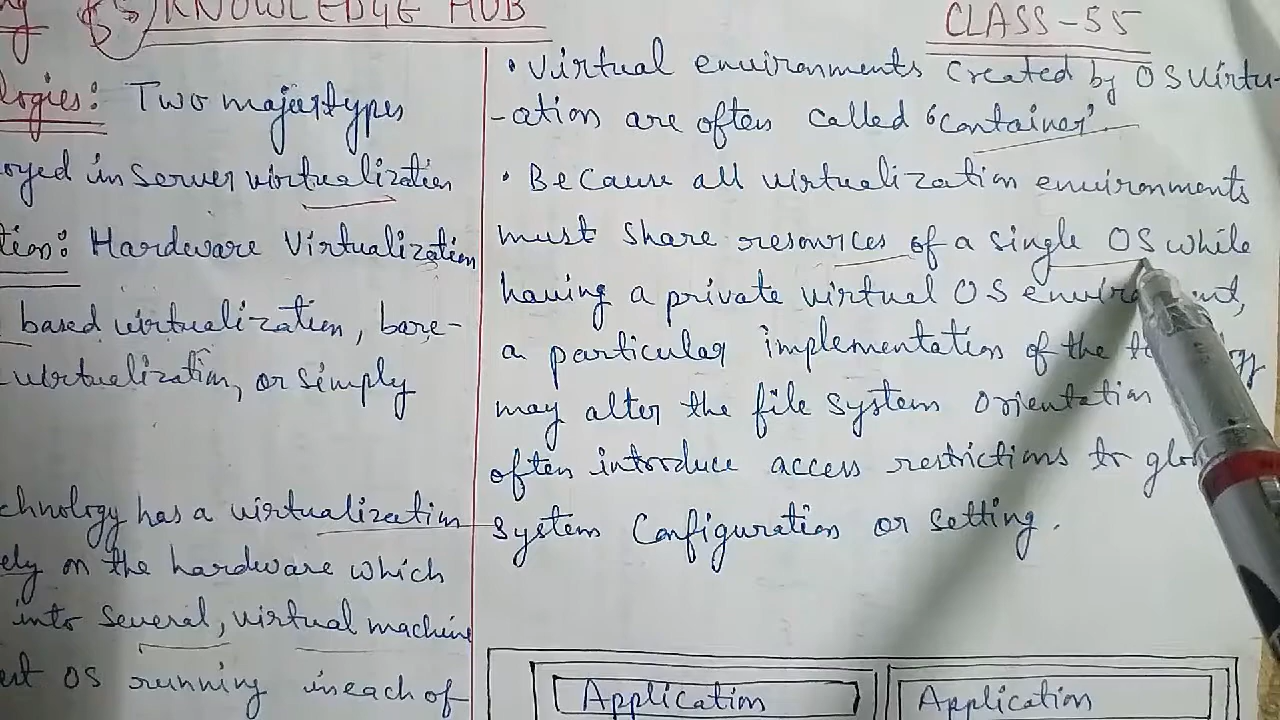 KNOWLEDGE HUB
CLASS-55
logies: Two major types
oyed in Server virtualization
tion: Hardware Virtualization
based virtualization, bare-
virtualization, or simply
chnology has a virtualization
ely on the hardware which
into several, virtual machine
ent OS running in each of
• Virtual environments created by OS virtu-
-ation are often called 'container'.
• Because all virtualization environments
must share resources of a single OS while
having a private virtual OS
a particular implementation of the
may alter the file system orientation
often introduce access restrictions to
system configuration or setting.
Application
Application